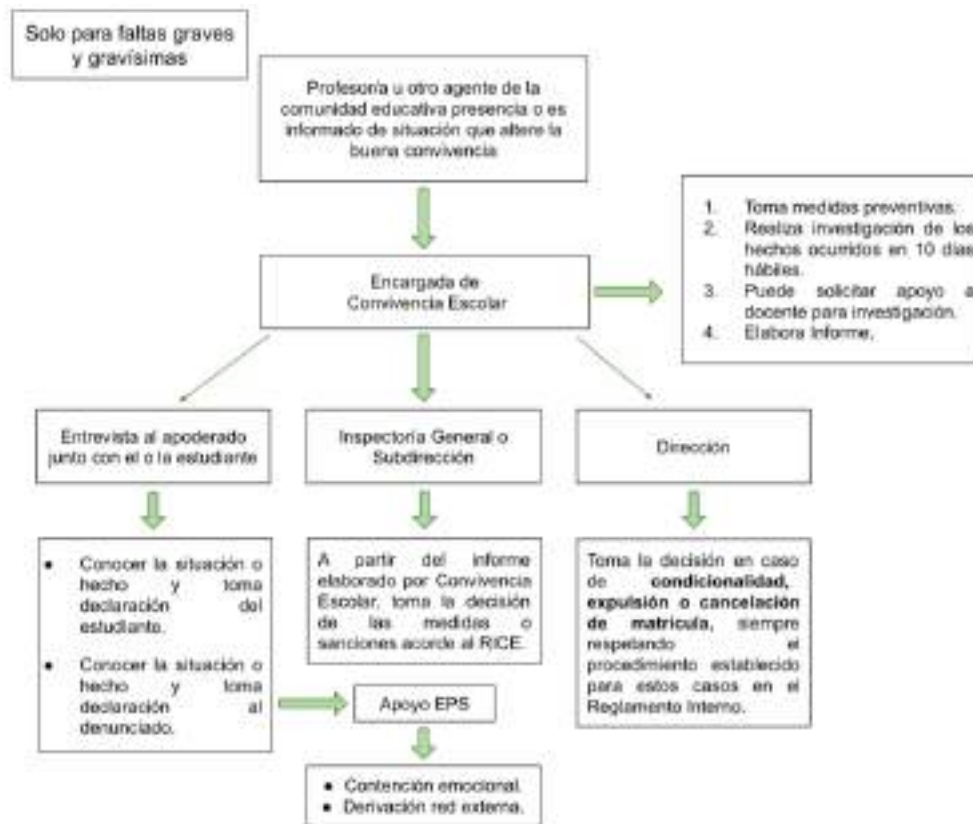 Solo para faltas graves
y gravísimas
Profesor/a u otro agente de la
comunidad educativa presencia o es
informado de situación que altere la
buena convivencia
Encargada de
Convivencia Escolar
1. Toma medidas preventivas.
2. Realiza investigación de los
hechos ocurridos en 10 días
hábiles.
3. Puede solicitar apoyo a
docente para investigación.
4. Elabora Informe.
Entrevista al apoderado
junto con el o la estudiante
Inspectoría General o
Subdirección
Dirección
● Conocer la situación o
hecho y toma
declaración del
estudiante.
● Conocer la situación o
hecho y toma
declaración al
denunciado.
A partir del informe
elaborado por Convivencia
Escolar, toma la decisión
de las medidas o
sanciones acorde al RICE.
Toma la decisión en caso
de condicionalidad,
expulsión o cancelación
de matrícula, siempre
respetando el
procedimiento establecido
para estos casos en el
Reglamento Interno.
Apoyo EPS
● Contención emocional.
● Derivación red externa.